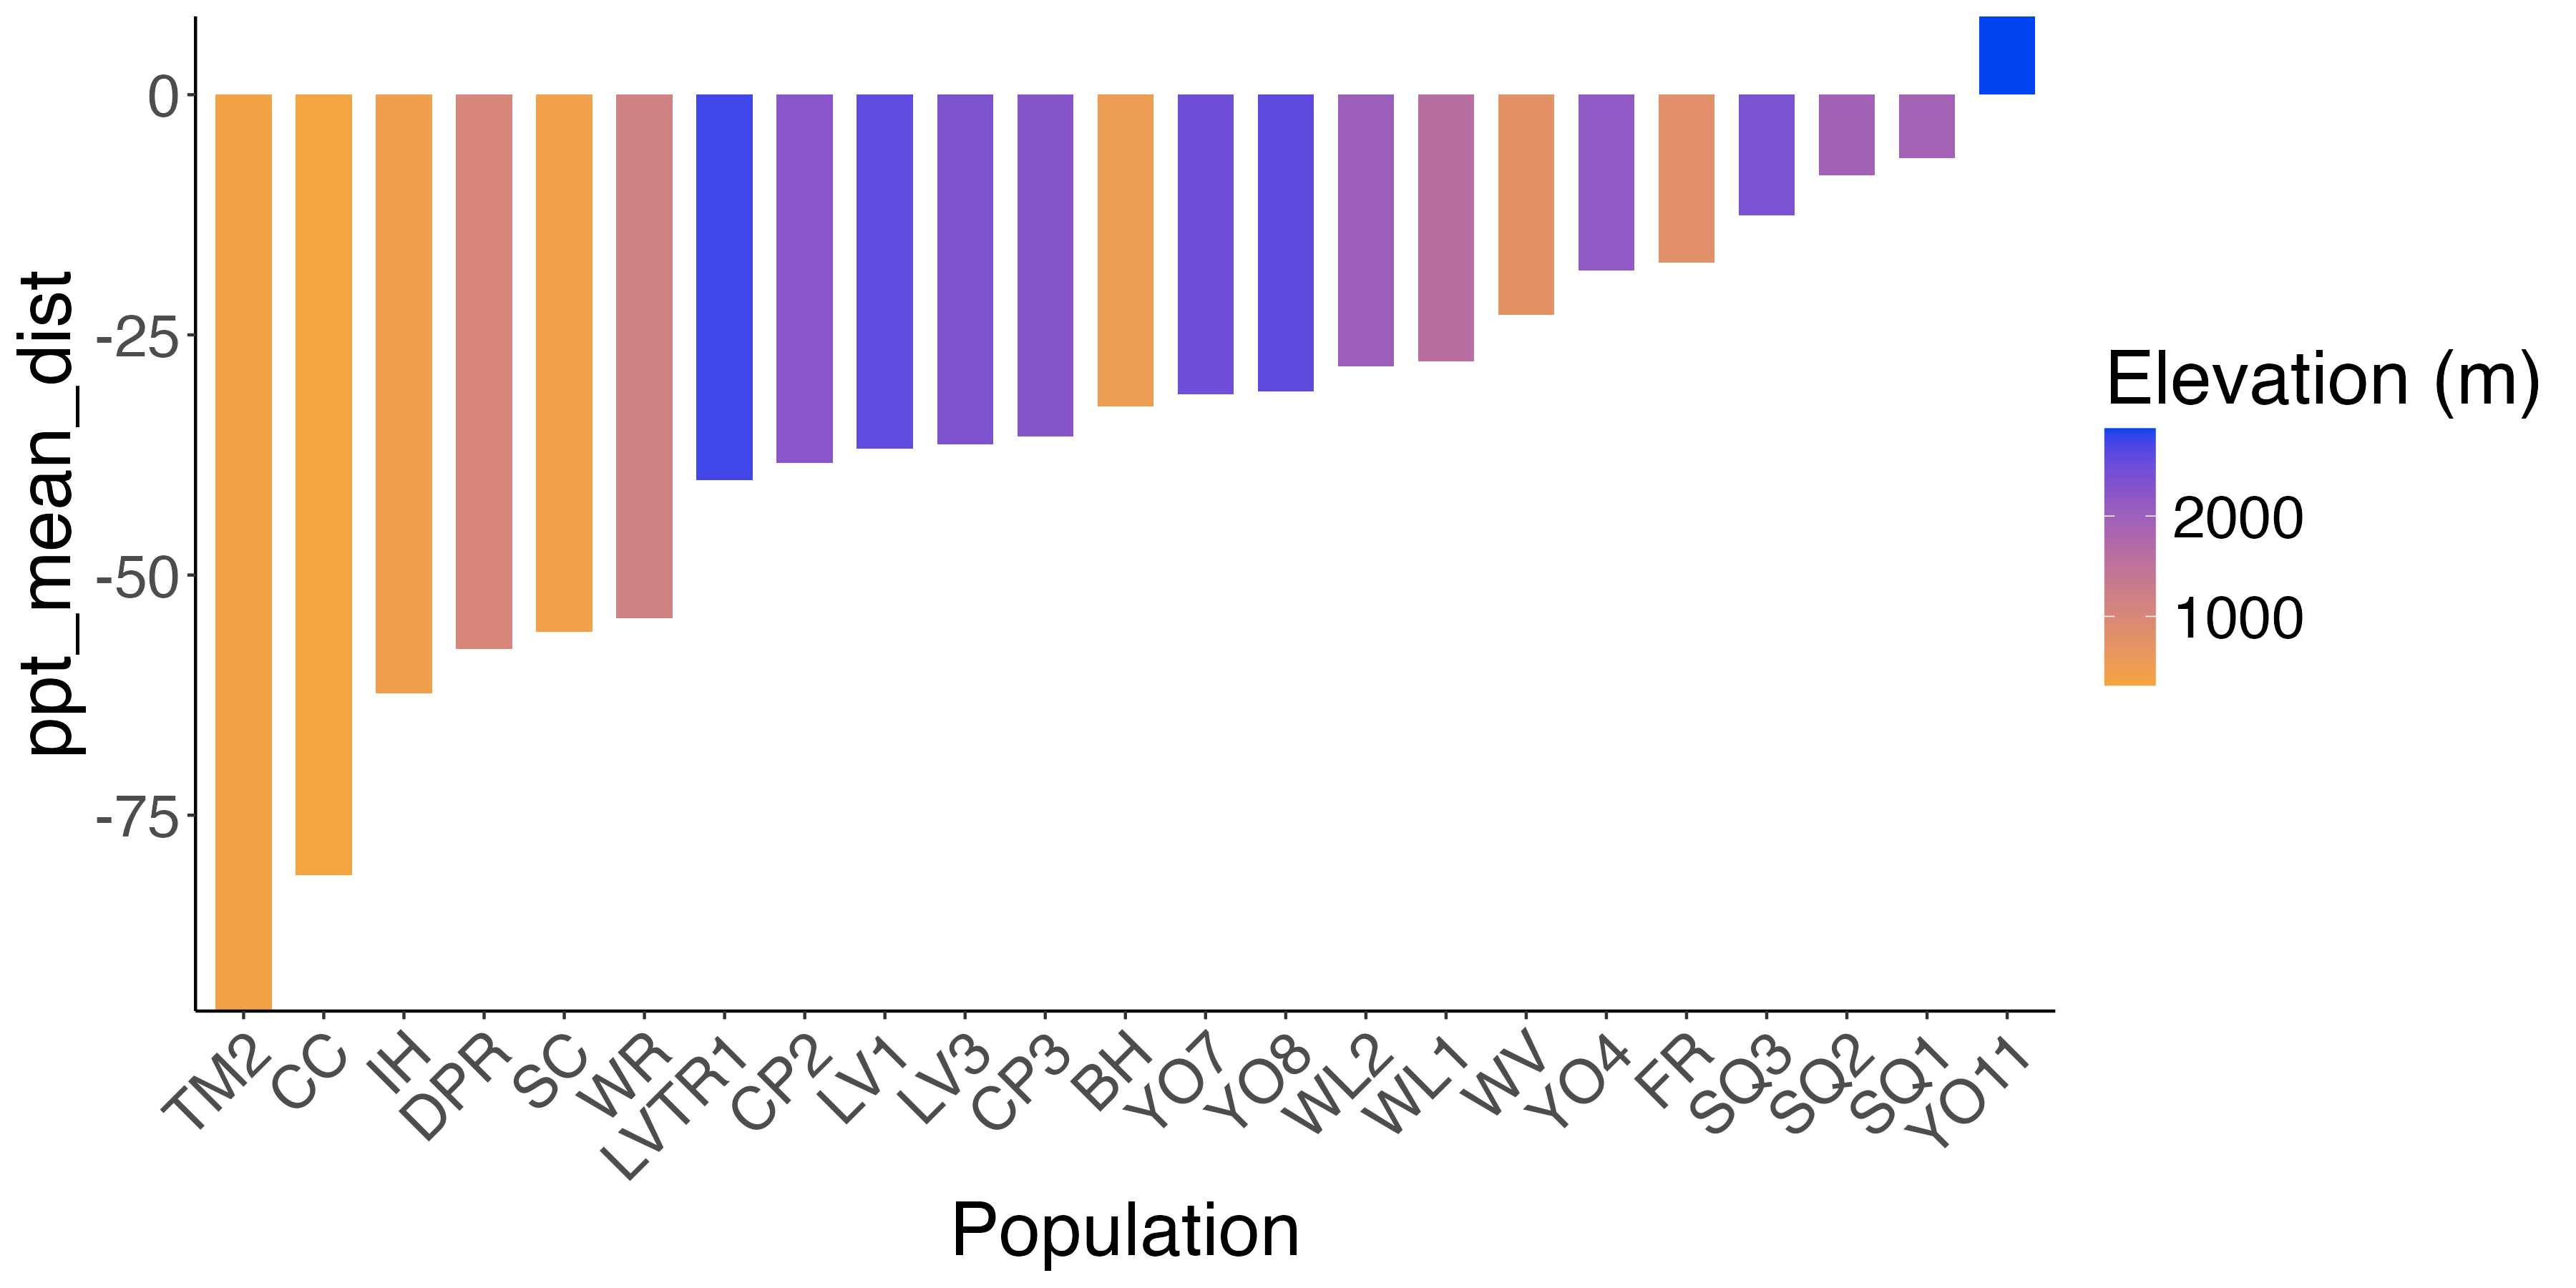 ppt_mean_dist
0
-25
-50
-75
TM2
CC
IH
DPR
SC
WR
LVTR1
CP2
LV1
LV3
CP3
BH
YO7
YO8
WL2
WL1
WV
YO4
FR
SQ3
SQ2
SQ1
YO11
Population
Elevation (m)
2000
1000